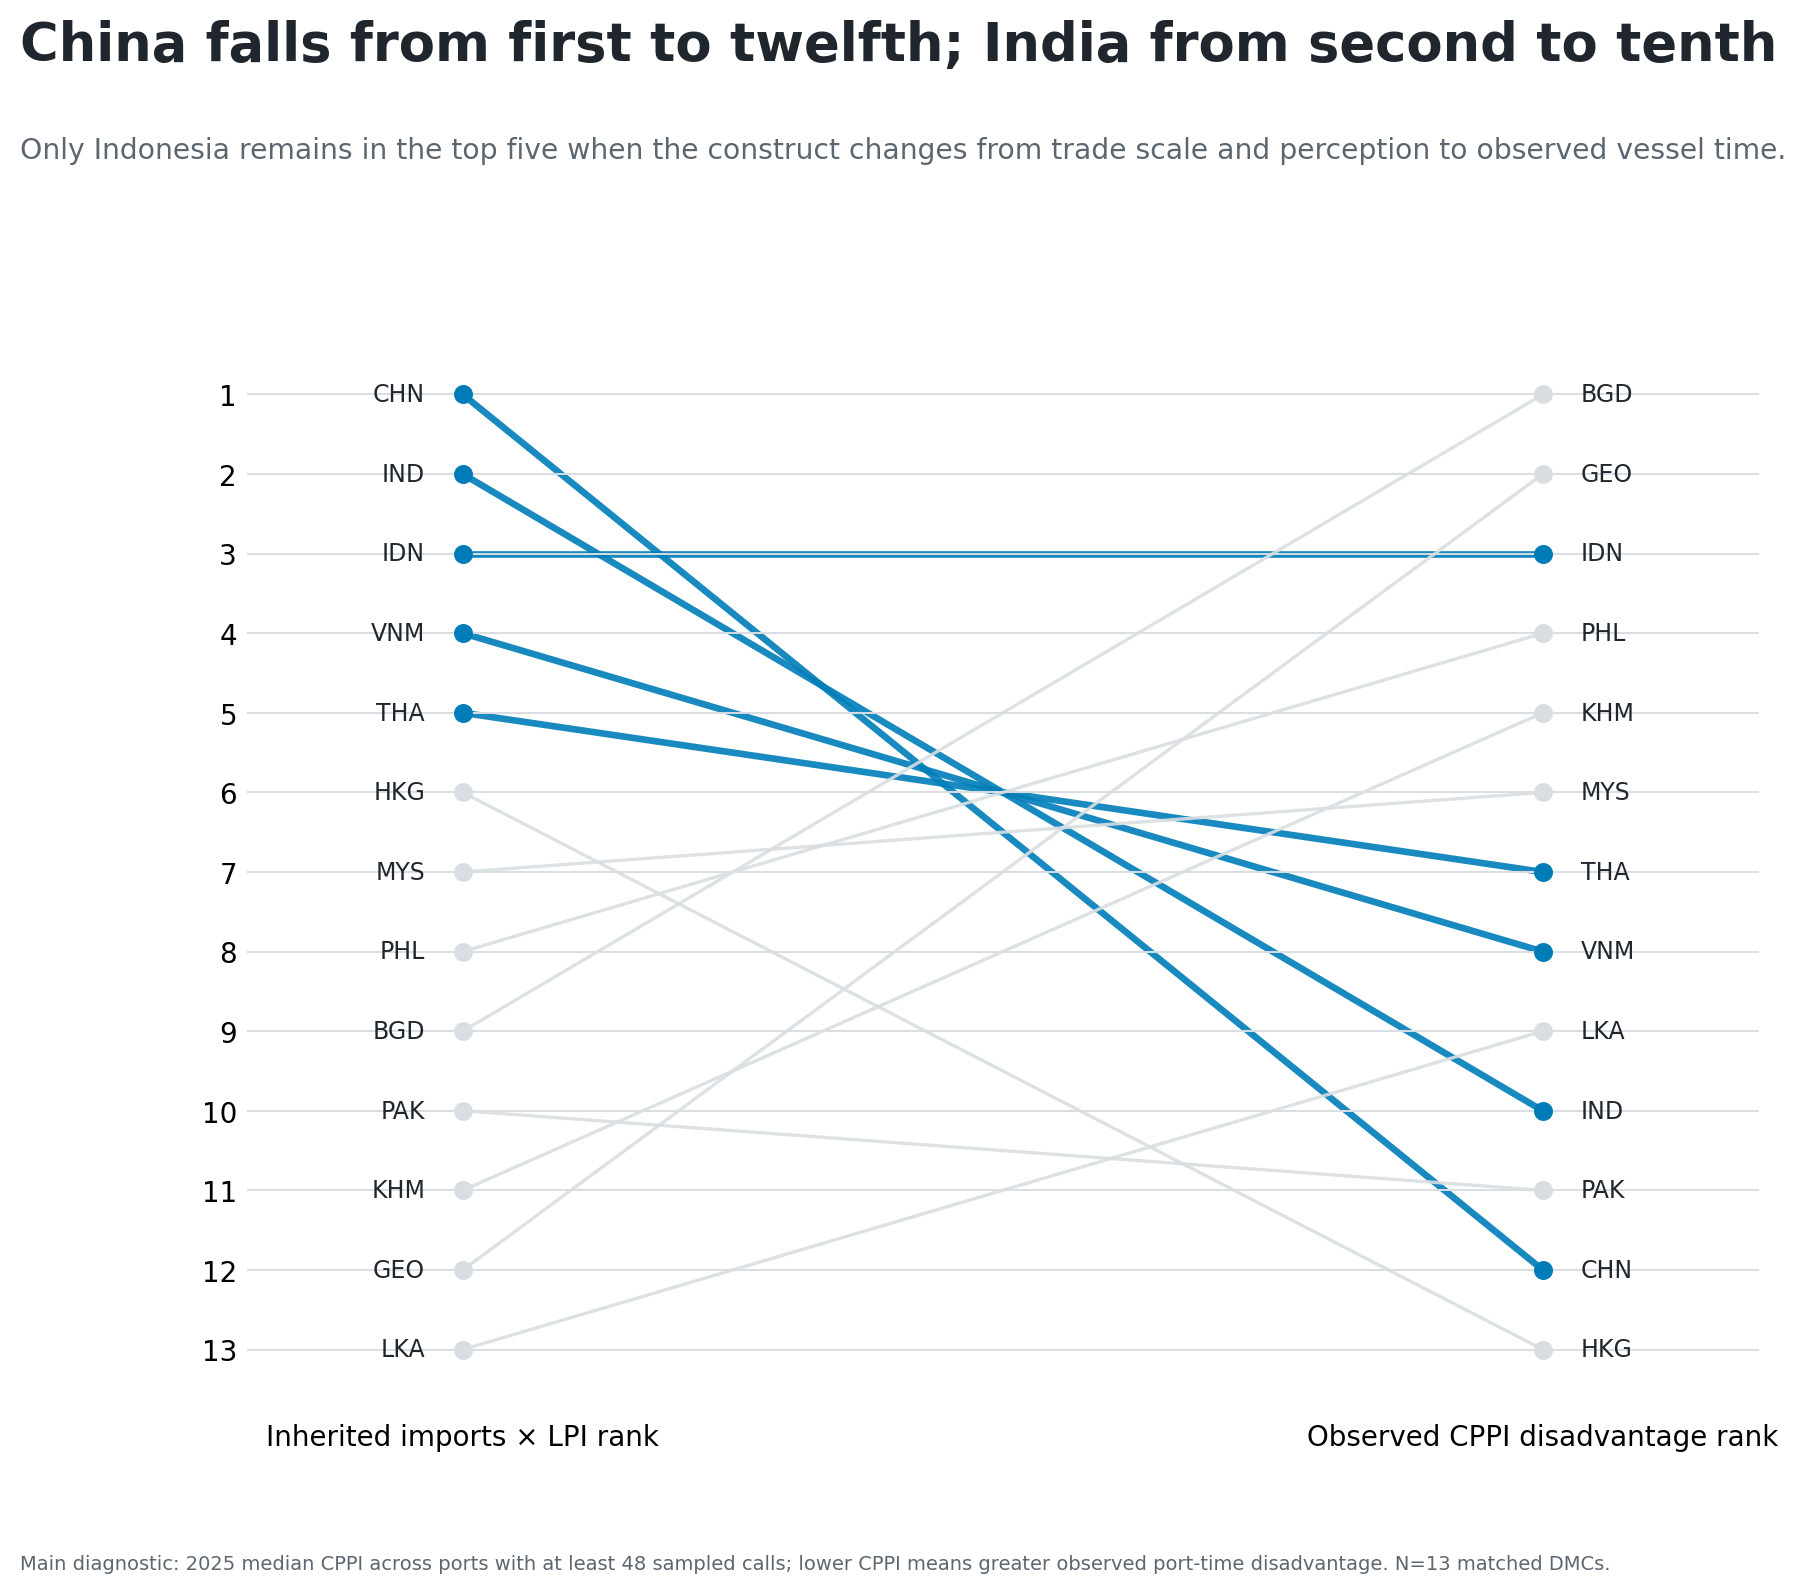 China falls from first to twelfth; India from second to tenth
Only Indonesia remains in the top five when the construct changes from trade scale and perception to observed vessel time.
1 CHN BGD
2 IND GEO
3 IDN IDN
4 VNM PHL
5 THA KHM
6 HKG MYS
7 MYS THA
8 PHL VNM
9 BGD LKA
10 PAK IND
11 KHM PAK
12 GEO CHN
13 LKA HKG
Inherited imports × LPI rank Observed CPPI disadvantage rank
Main diagnostic: 2025 median CPPI across ports with at least 48 sampled calls; lower CPPI means greater observed port-time disadvantage. N=13 matched DMCs.